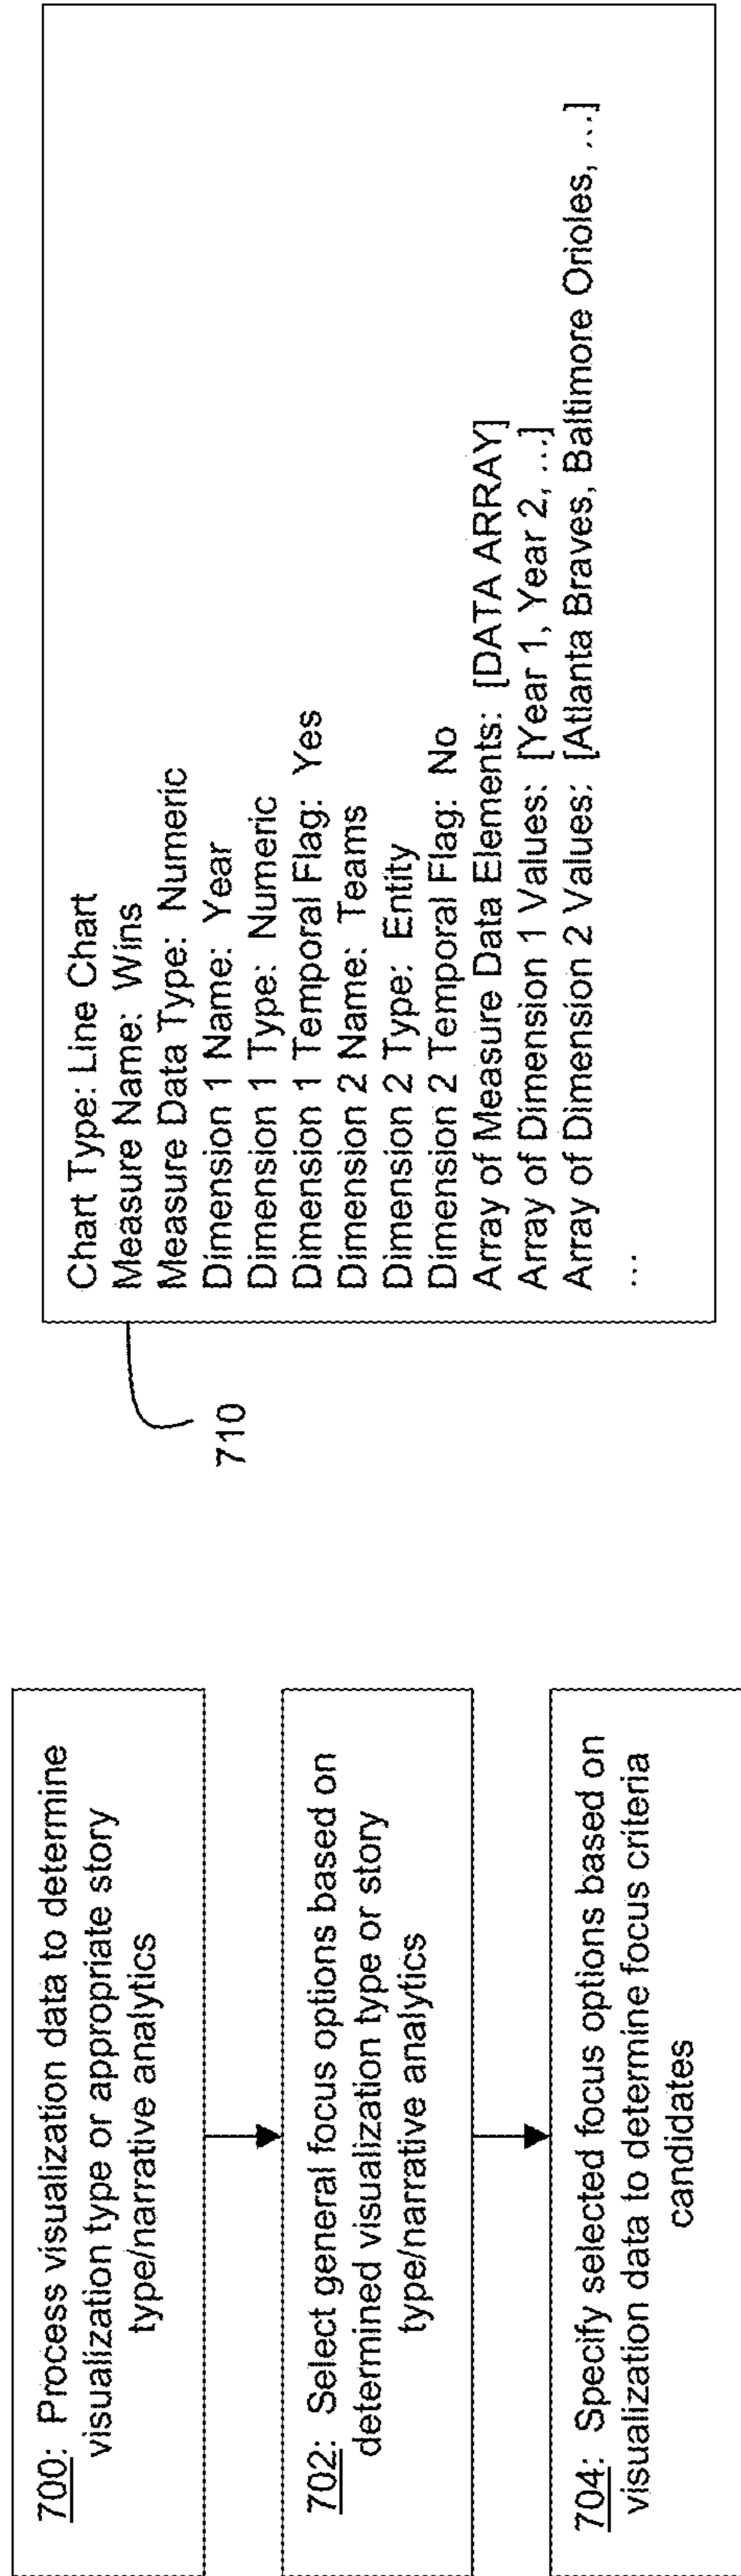 700: Process visualization data to determine
visualization type or appropriate story
type/narrative analytics
702: Select general focus options based on
determined visualization type or story
type/narrative analytics
704: Specify selected focus options based on
visualization data to determine focus criteria
candidates
Chart Type: Line Chart
Measure Name: Wins
Measure Data Type: Numeric
Dimension 1 Name: Year
Dimension 1 Type: Numeric
Dimension 1 Temporal Flag: Yes
Dimension 2 Name: Teams
Dimension 2 Type: Entity
Dimension 2 Temporal Flag: No
Array of Measure Data Elements: [DATA ARRAY]
Array of Dimension 1 Values: [Year 1, Year 2, ...]
Array of Dimension 2 Values: [Atlanta Braves, Baltimore Orioles, ...]
...
710